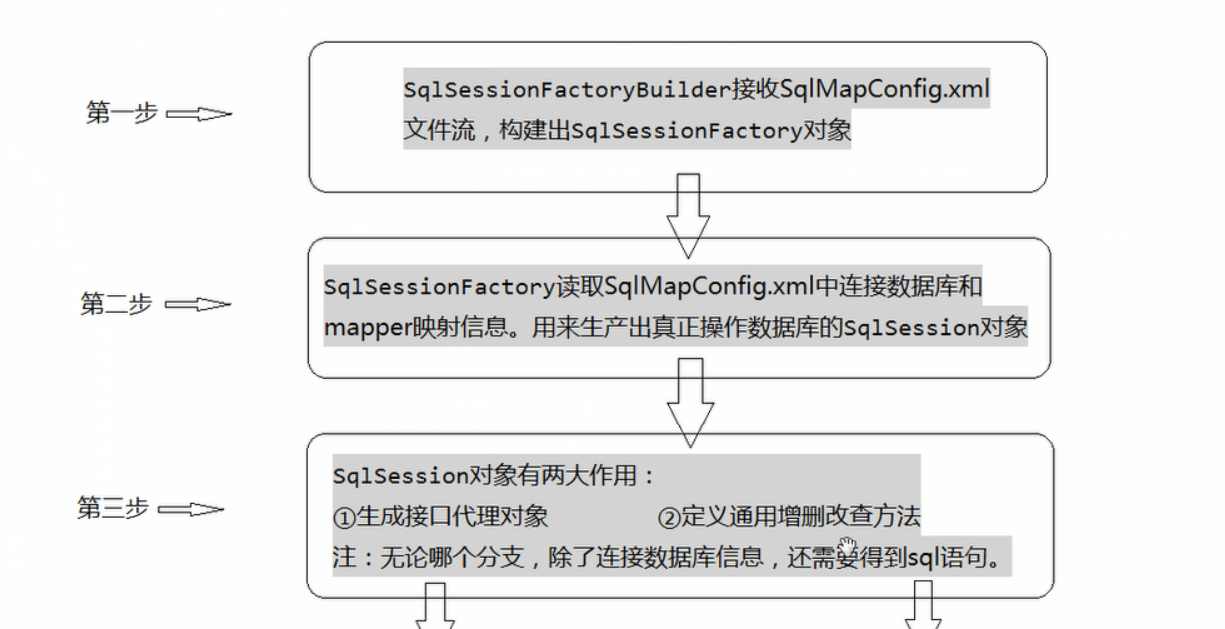 第一步
SqlSessionFactoryBuilder接收SqlMapConfig.xml
文件流，构建出SqlSessionFactory对象
第二步
SqlSessionFactory读取SqlMapConfig.xml中连接数据库和
mapper映射信息。用来生产出真正操作数据库的SqlSession对象
第三步
SqlSession对象有两大作用：
①生成接口代理对象 ②定义通用增删改查方法
注：无论哪个分支，除了连接数据库信息，还需要得到sql语句。